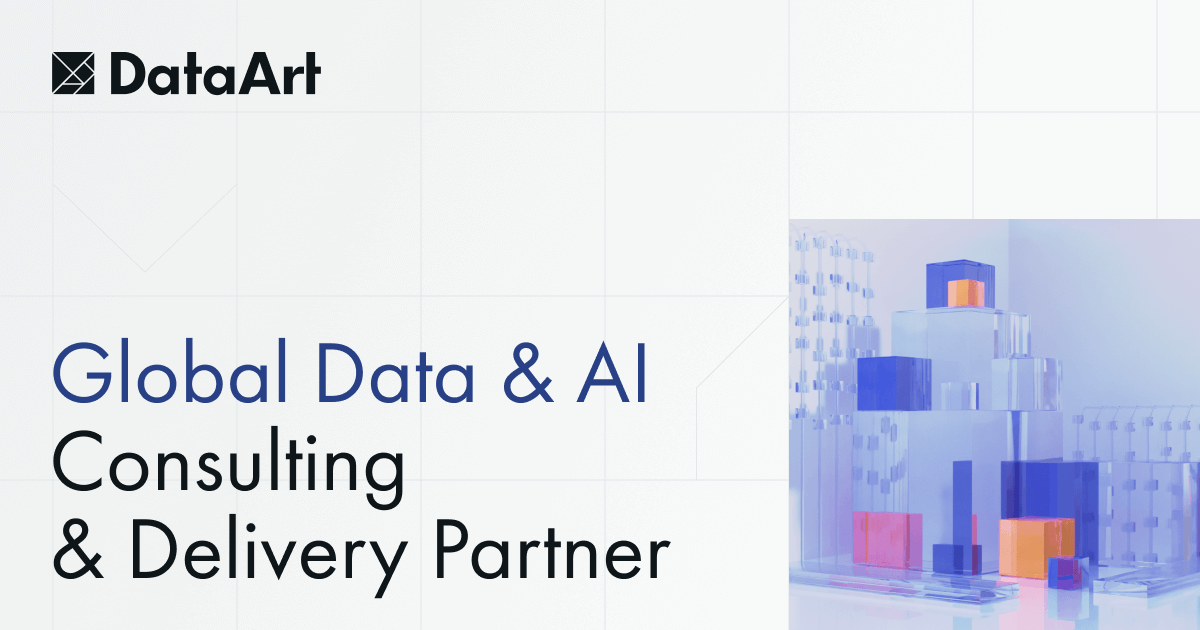 DataArt
Global Data & AI
Consulting
& Delivery Partner